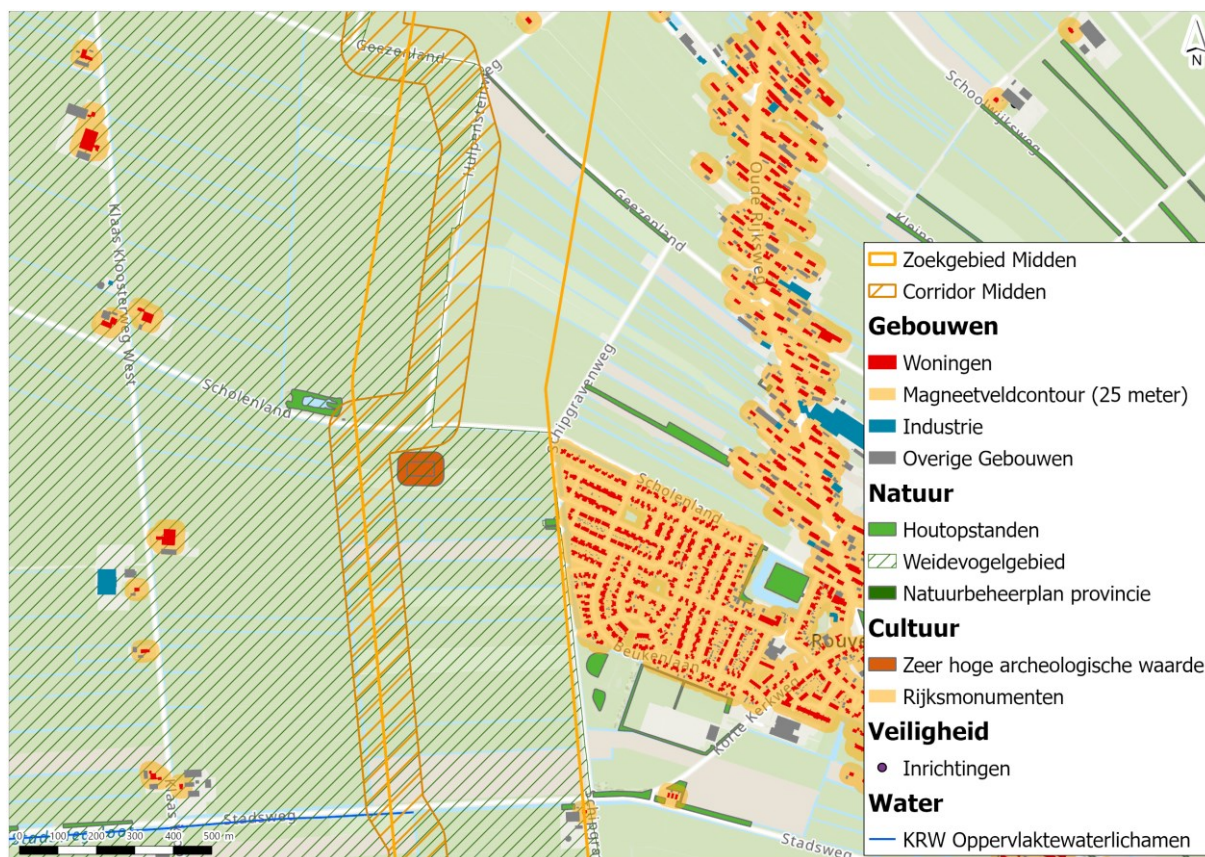 Geezenland
Hulpensteinweg
Schoolwijksweg
N
Oude Rijksweg
Geezenland
Klaas Kloosterweg West
Scholenland
Schipgravenweg
Scholenland
Beukenlaan
Korte Kerkweg
Stadsweg
Stadsweg
0 100 200 300 400 500 m
Zoekgebied Midden
Corridor Midden
Gebouwen
Woningen
Magneetveldcontour (25 meter)
Industrie
Overige Gebouwen
Natuur
Houtopstanden
Weidevogelgebied
Natuurbeheerplan provincie
Cultuur
Zeer hoge archeologische waarde
Rijksmonumenten
Veiligheid
Inrichtingen
Water
KRW Oppervlaktewaterlichamen